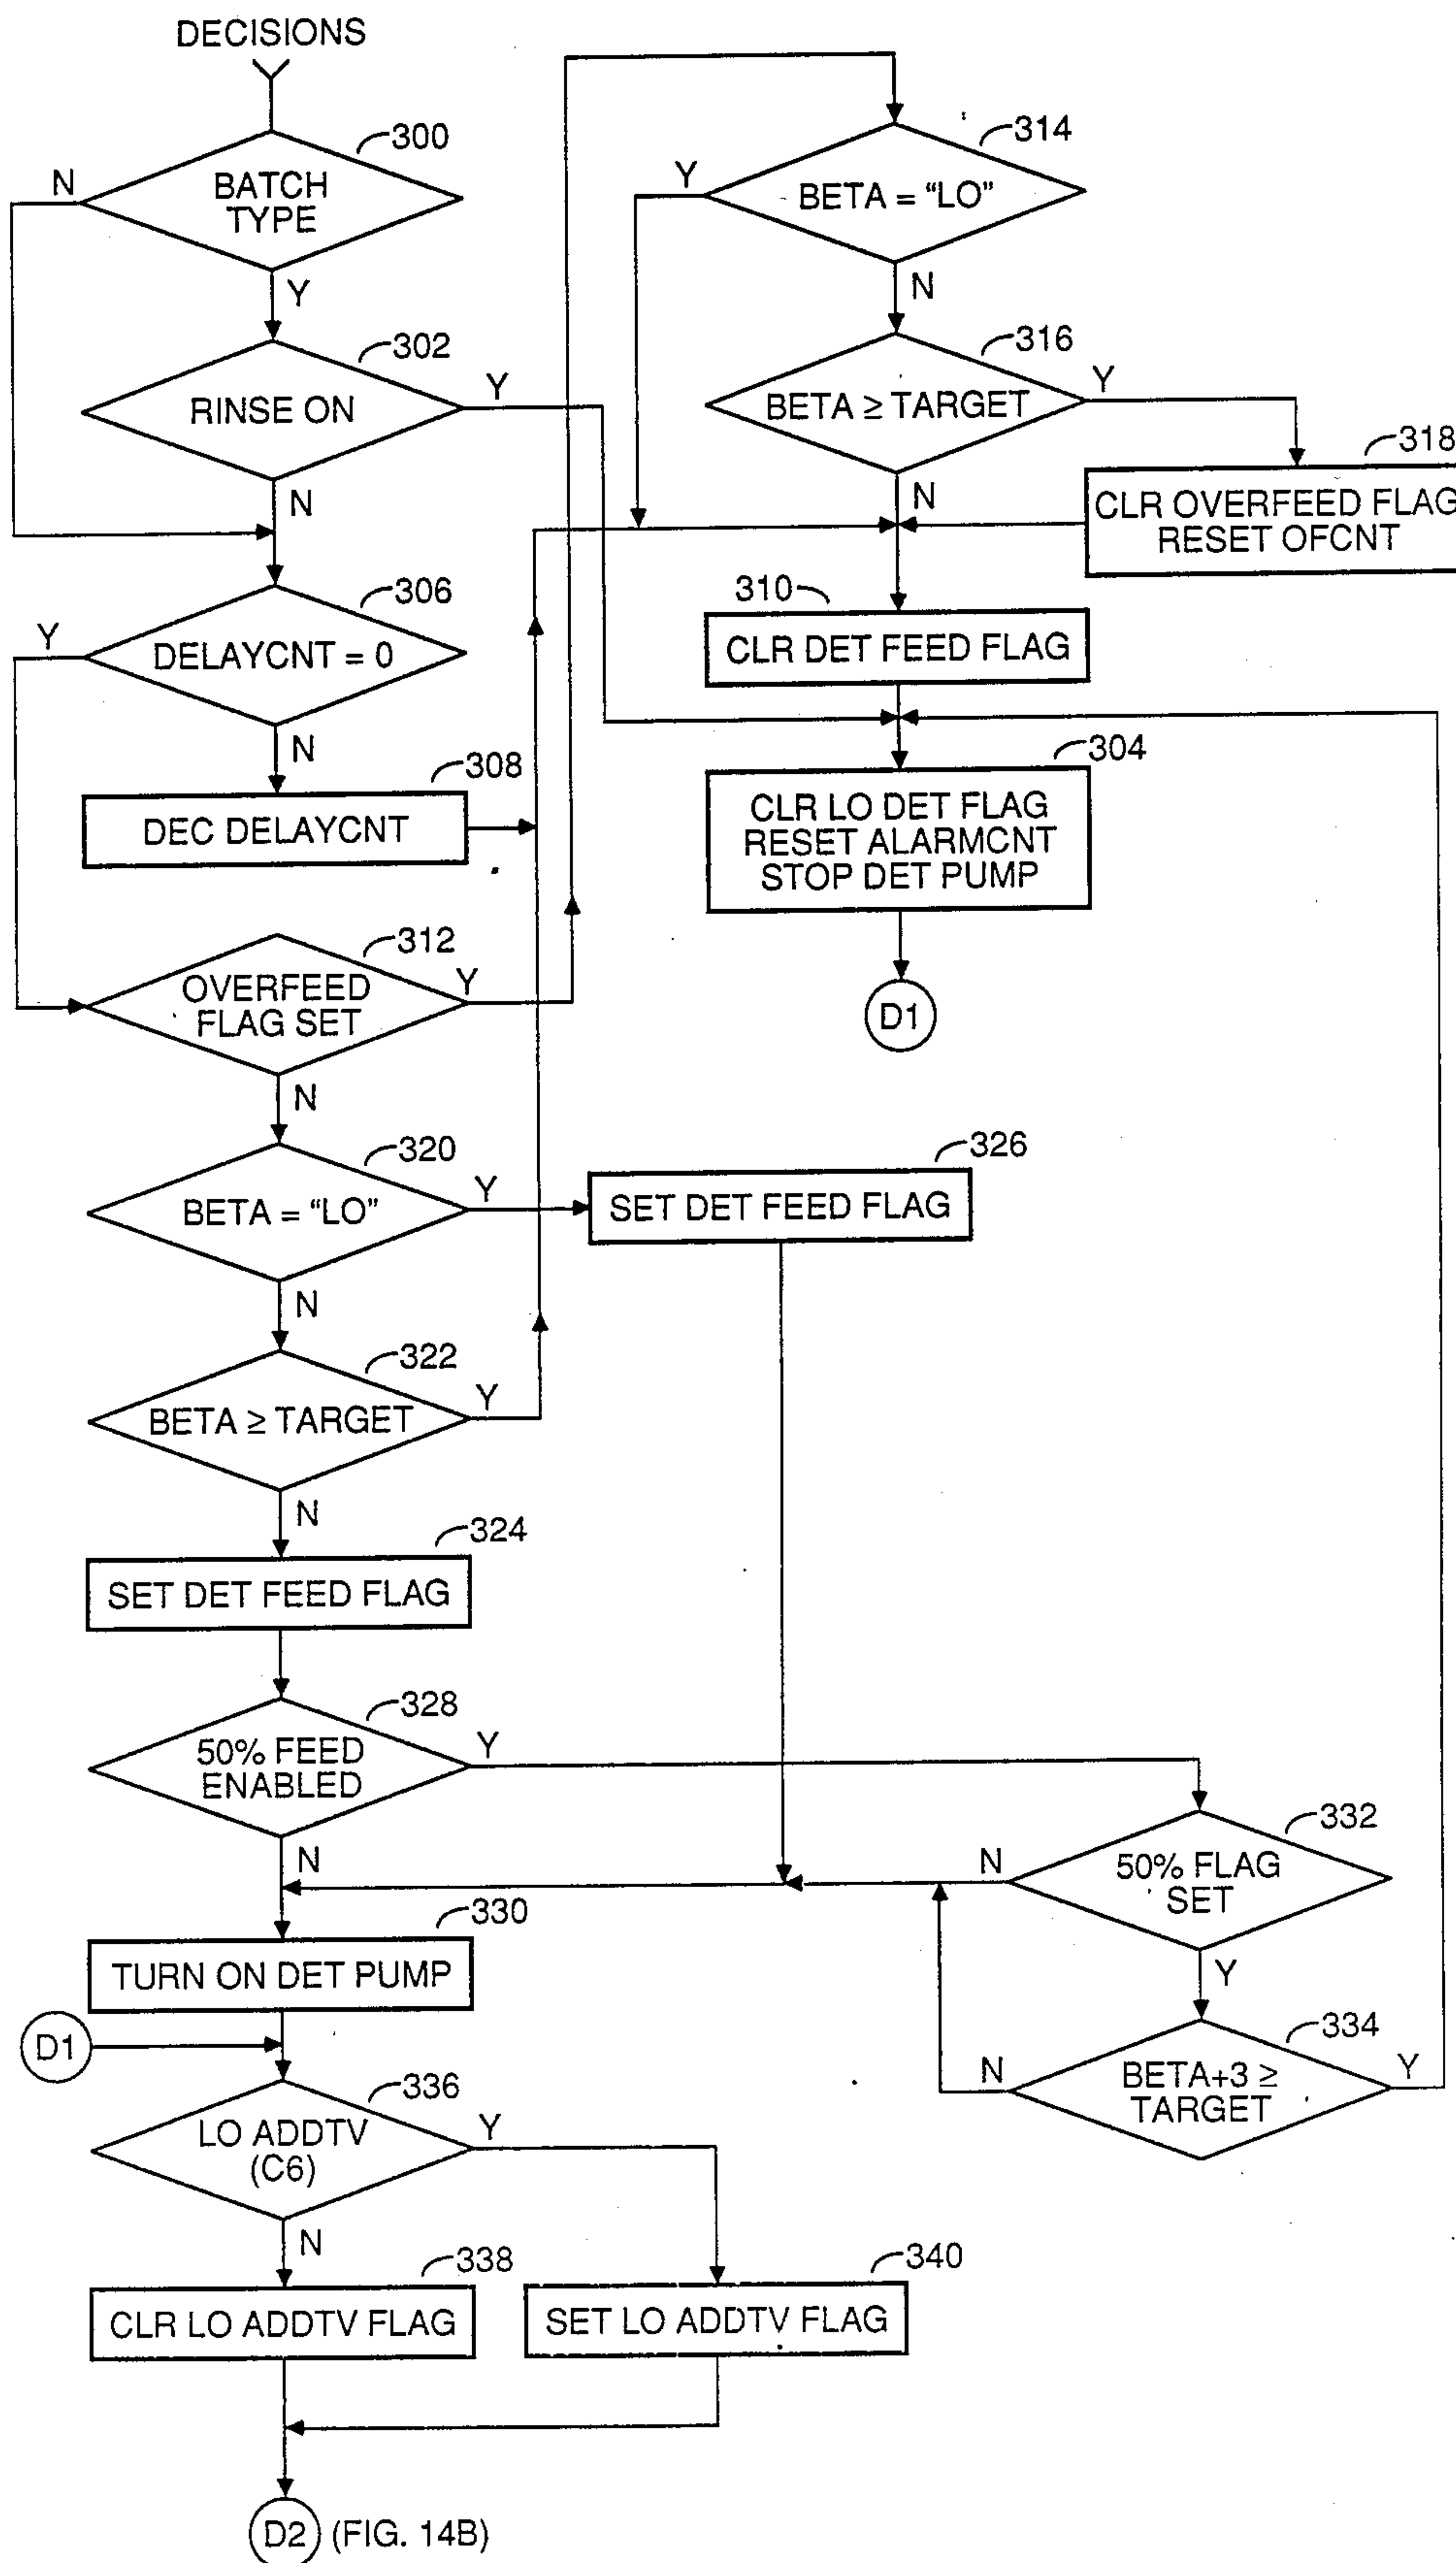 DECISIONS
300
BATCH
TYPE
N
Y
302
RINSE ON
Y
N
306
DELAYCNT = 0
Y
N
308
DEC DELAYCNT
312
OVERFEED
FLAG SET
Y
N
320
BETA = “LO”
Y
N
322
BETA ≥ TARGET
Y
N
324
SET DET FEED FLAG
328
50% FEED
ENABLED
Y
N
330
TURN ON DET PUMP
D1
336
LO ADDTV
(C6)
Y
N
338
CLR LO ADDTV FLAG
340
SET LO ADDTV FLAG
D2 (FIG. 14B)
314
BETA = “LO”
Y
N
316
BETA ≥ TARGET
Y
N
318
CLR OVERFEED FLAG
RESET OFCNT
310
CLR DET FEED FLAG
304
CLR LO DET FLAG
RESET ALARMCNT
STOP DET PUMP
D1
326
SET DET FEED FLAG
332
50% FLAG
SET
N
Y
334
BETA+3 ≥
TARGET
N
Y